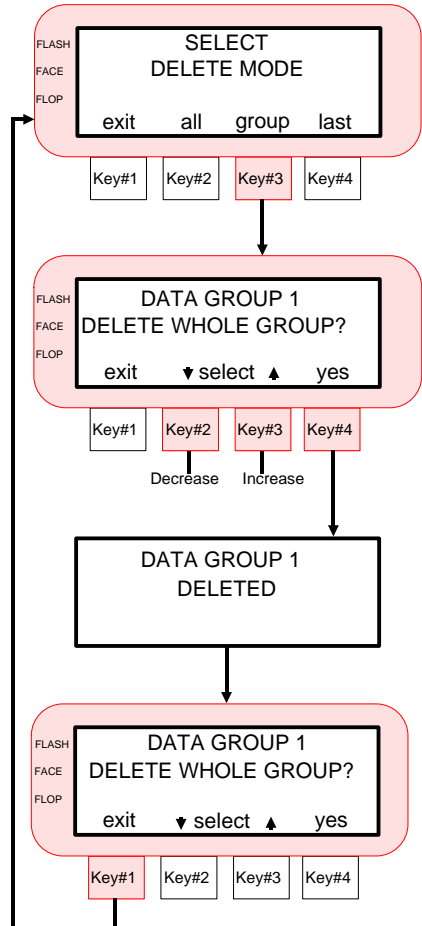 SELECT
FLASH
DELETE MODE
FACE
FLOP
exit all group last
Key#1 Key#2 Key#3 Key#4
DATA GROUP 1
FLASH
DELETE WHOLE GROUP?
FACE
FLOP
exit select yes
Key#1 Key#2 Key#3 Key#4
Decrease Increase
DATA GROUP 1
DELETED
DATA GROUP 1
FLASH
DELETE WHOLE GROUP?
FACE
FLOP
exit select yes
Key#1 Key#2 Key#3 Key#4